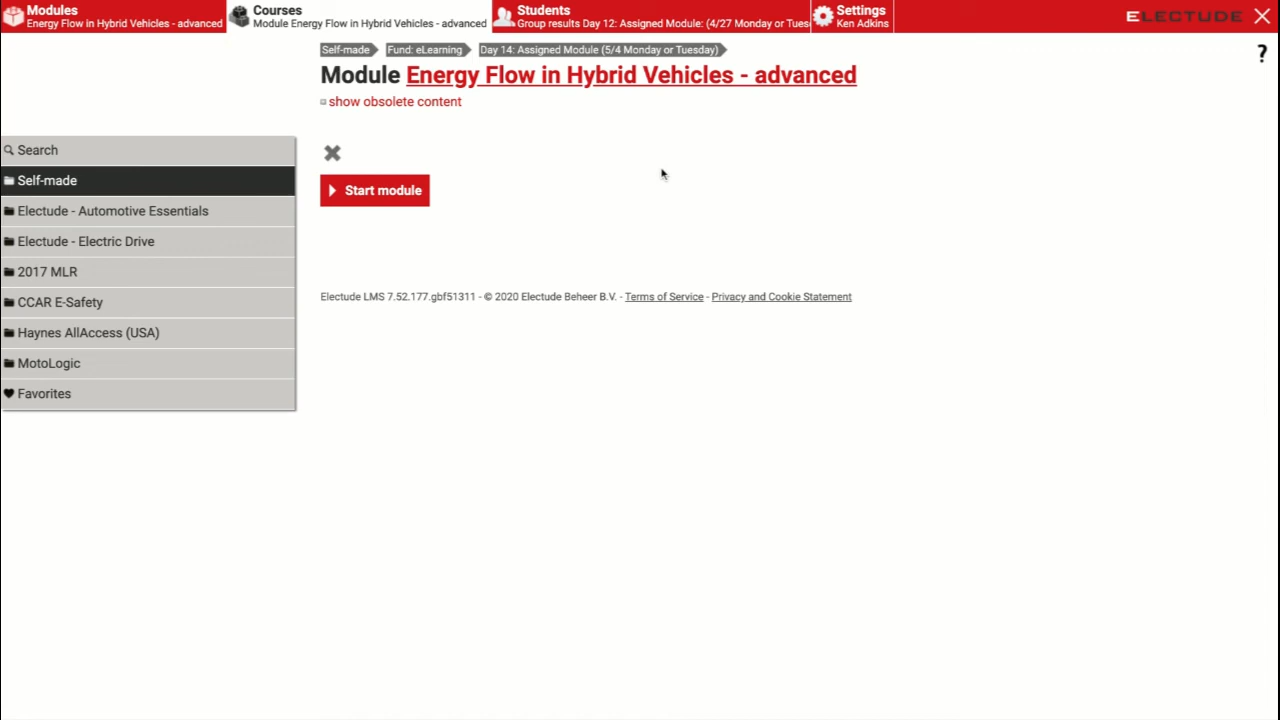 Modules
Energy Flow in Hybrid Vehicles - advanced
Courses
Module Energy Flow in Hybrid Vehicles - advanced
Students
Group results Day 12: Assigned Module: (4/27 Monday or Tues
Settings
Ken Adkins
ELECTUDE
?
Self-made
Fund: eLearning
Day 14: Assigned Module (5/4 Monday or Tuesday)
Module Energy Flow in Hybrid Vehicles - advanced
show obsolete content
Start module
Electude LMS 7.52.177.gbf51311 - © 2020 Electude Beheer B.V. - Terms of Service - Privacy and Cookie Statement
Search
Self-made
Electude - Automotive Essentials
Electude - Electric Drive
2017 MLR
CCAR E-Safety
Haynes AllAccess (USA)
MotoLogic
Favorites